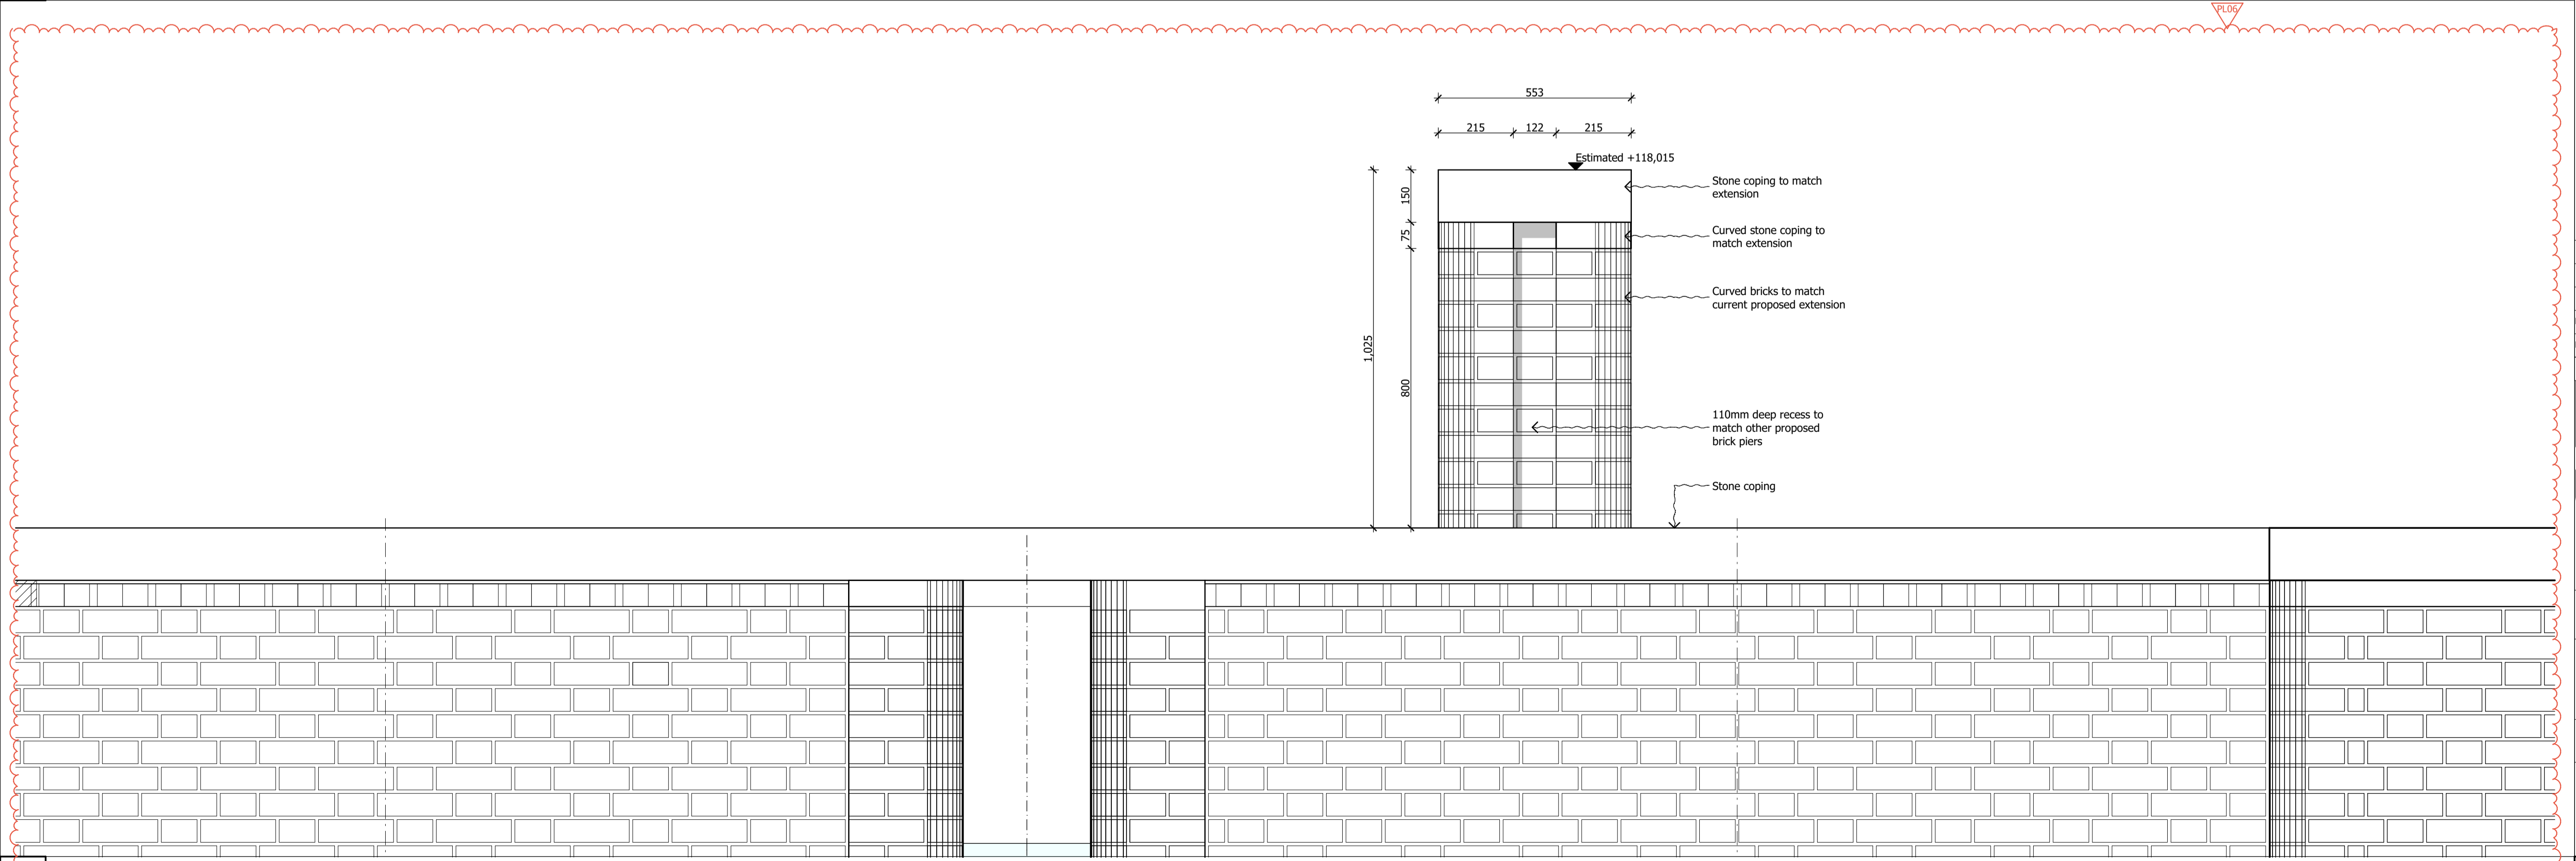 PL06
553
215 122 215
Estimated +118,015
150
75
1,025
800
Stone coping to match
extension
Curved stone coping to
match extension
Curved bricks to match
current proposed extension
110mm deep recess to
match other proposed
brick piers
Stone coping